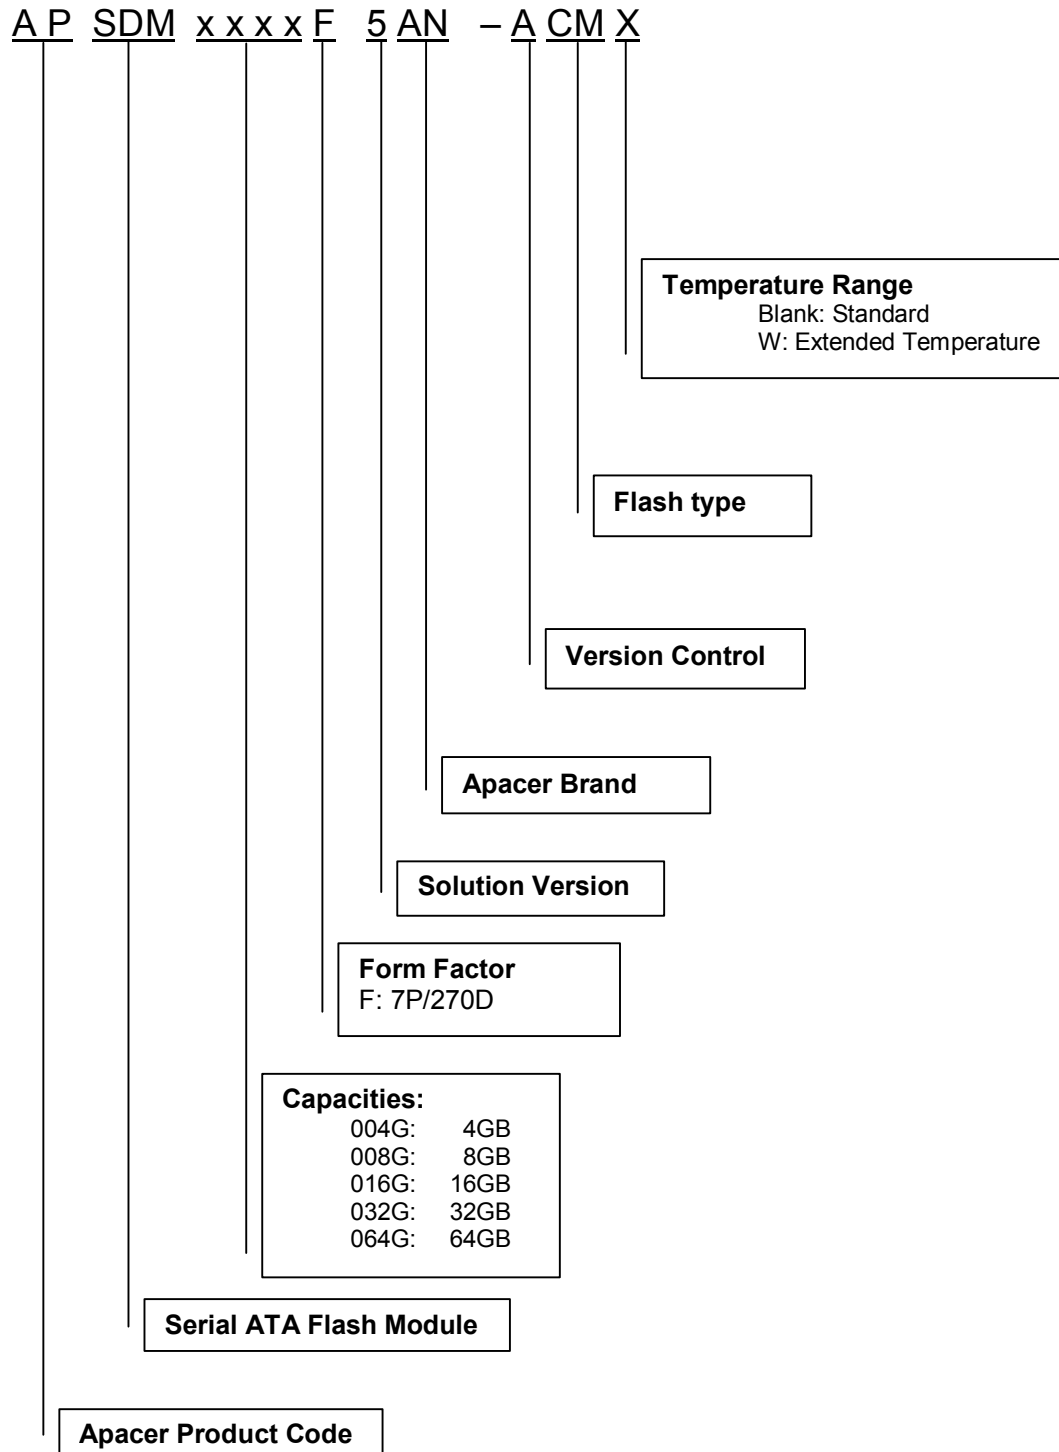 A P SDM x x x x F 5 AN – A CM X
Temperature Range
Blank: Standard
W: Extended Temperature
Flash type
Version Control
Apacer Brand
Solution Version
Form Factor
F: 7P/270D
Capacities:
004G: 4GB
008G: 8GB
016G: 16GB
032G: 32GB
064G: 64GB
Serial ATA Flash Module
Apacer Product Code